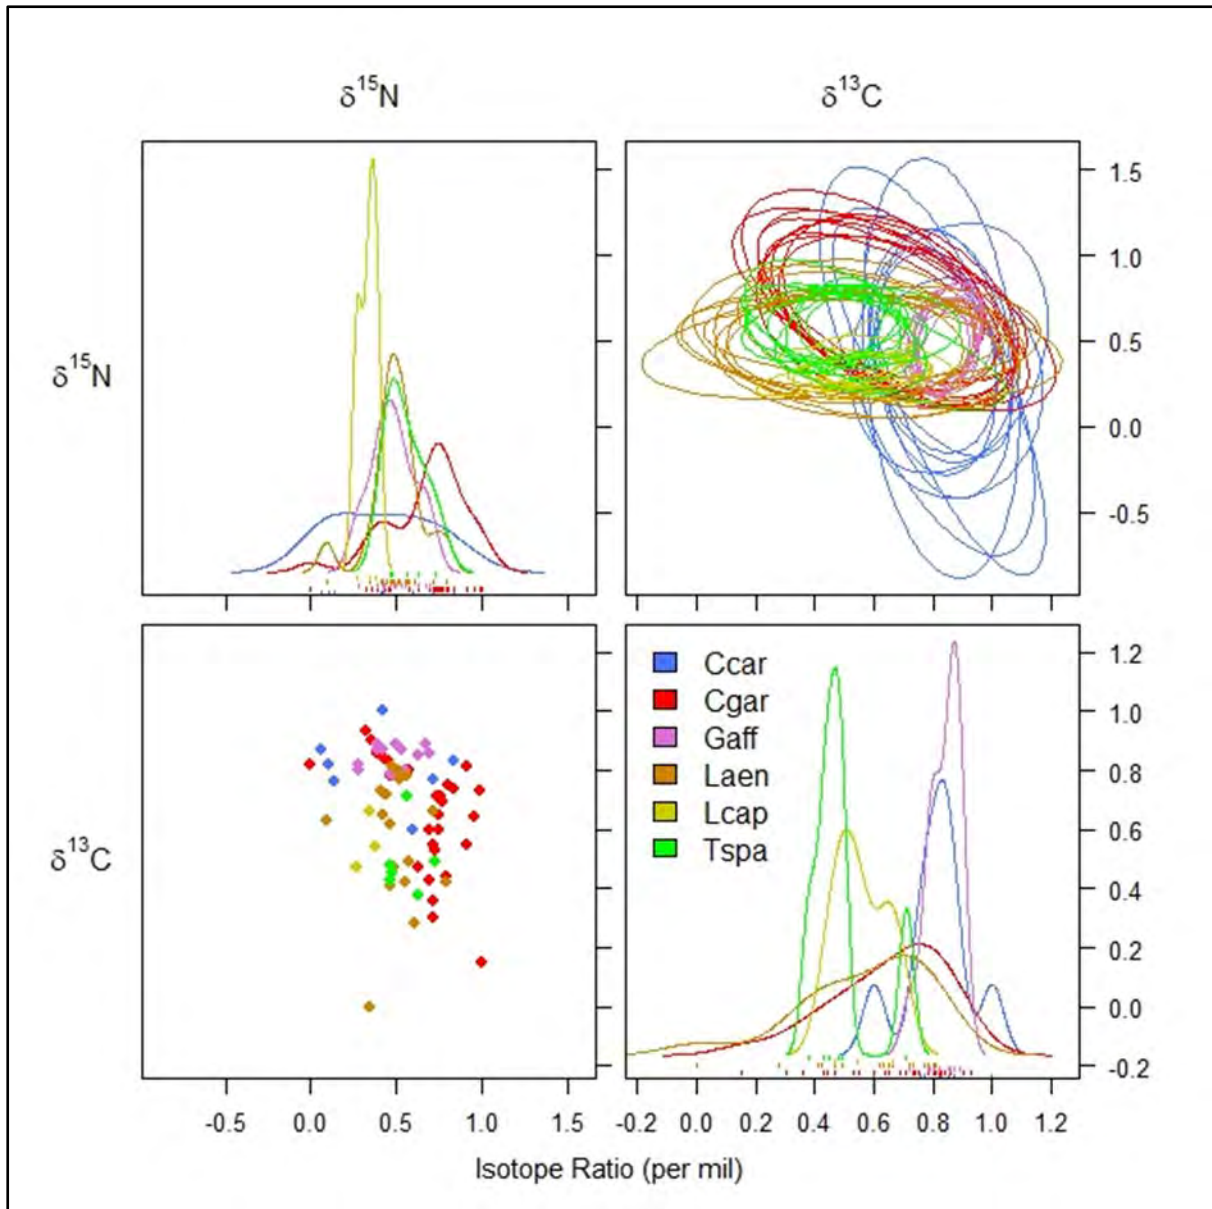 δ¹⁵N δ¹³C
δ¹⁵N
1.5
1.0
0.5
0.0
-0.5
-0.5 0.0 0.5 1.0 1.5
-0.2 0.0 0.2 0.4 0.6 0.8 1.0 1.2
δ¹³C
Ccar
Cgar
Gaff
Laen
Lcap
Tspa
1.2
1.0
0.8
0.6
0.4
0.2
0.0
-0.2
Isotope Ratio (per mil)